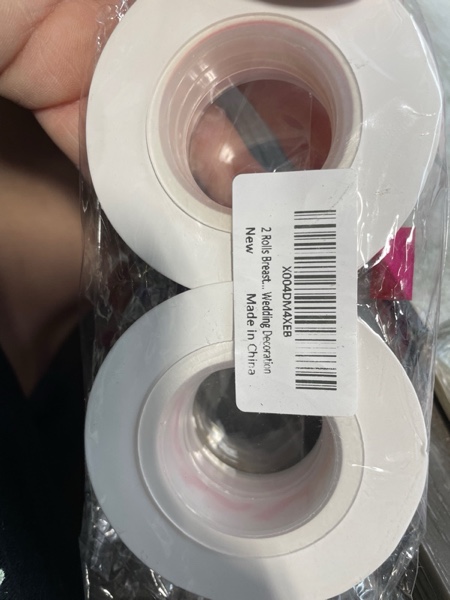 X004DM4XEB
2 Rolls Breast... Wedding Decoration
New
Made in China